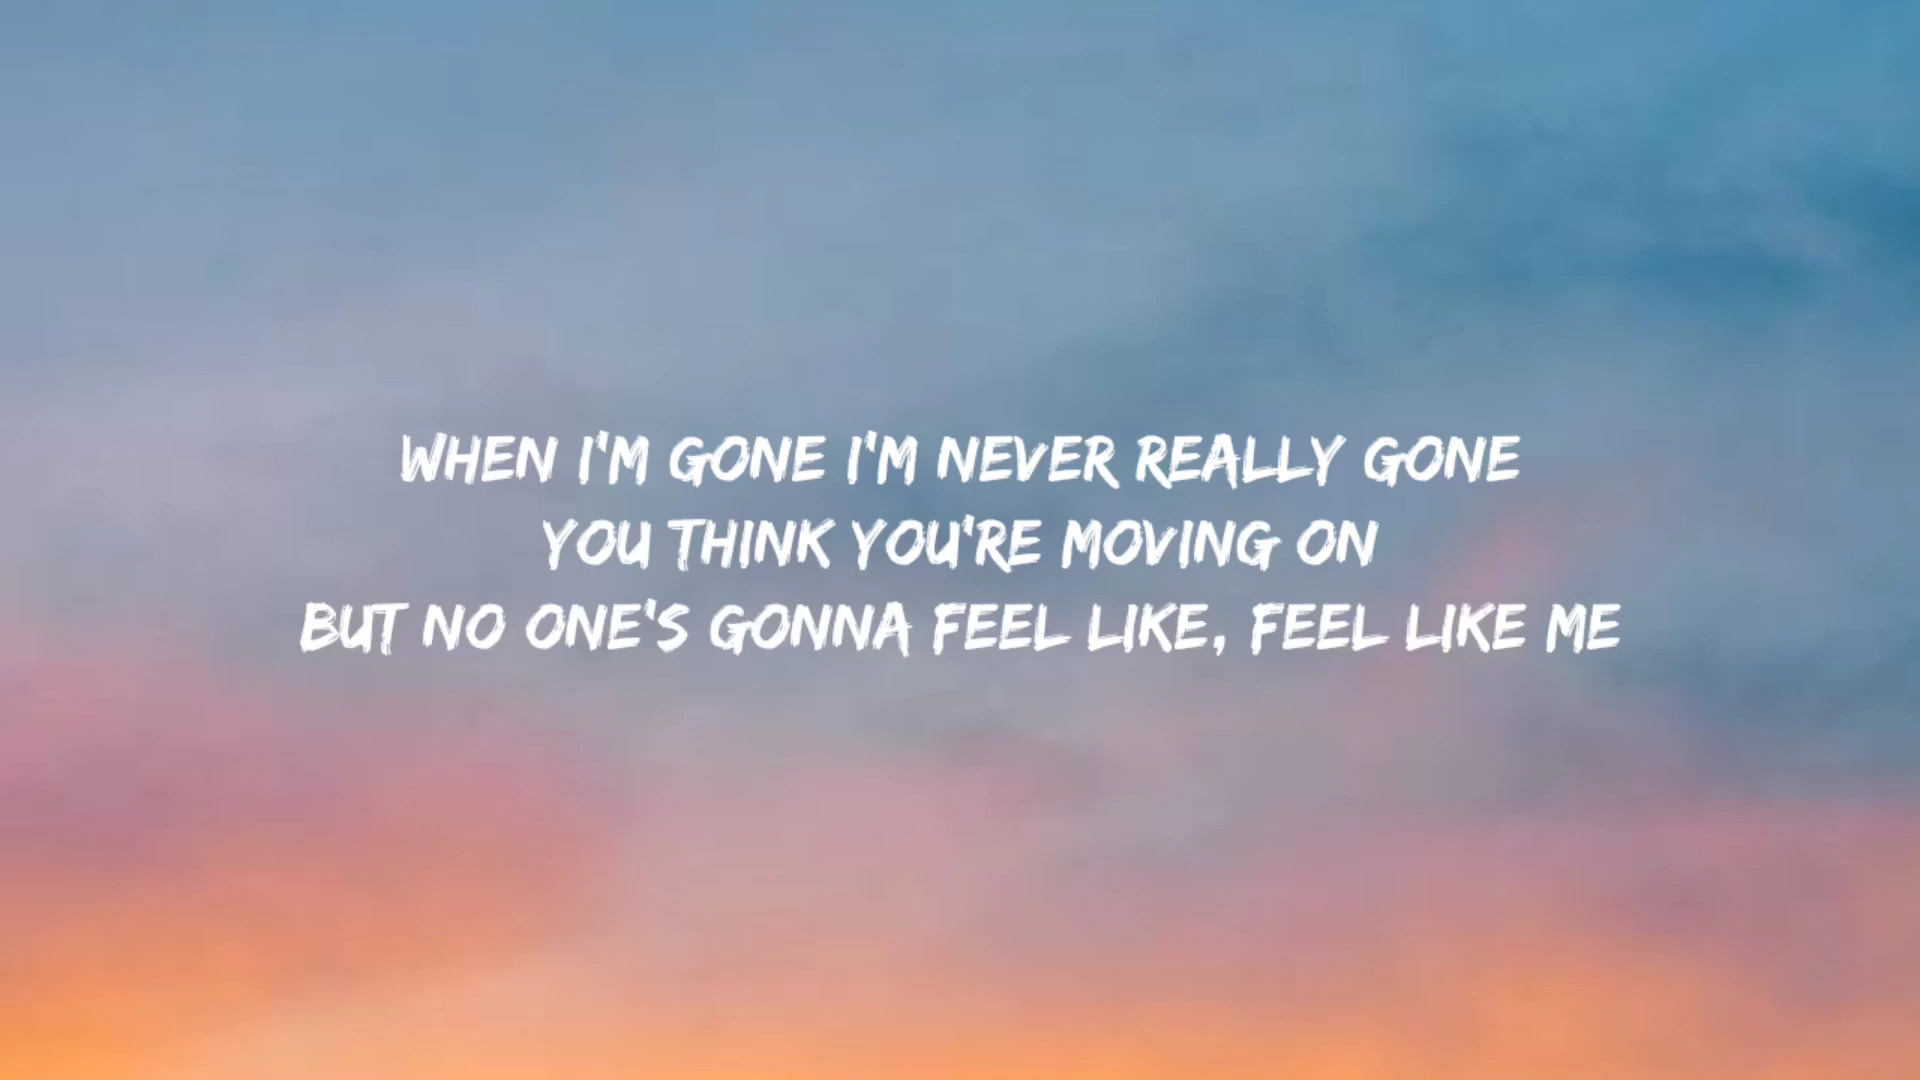 WHEN I'M GONE I'M NEVER REALLY GONE
YOU THINK YOU'RE MOVING ON
BUT NO ONE'S GONNA FEEL LIKE, FEEL LIKE ME